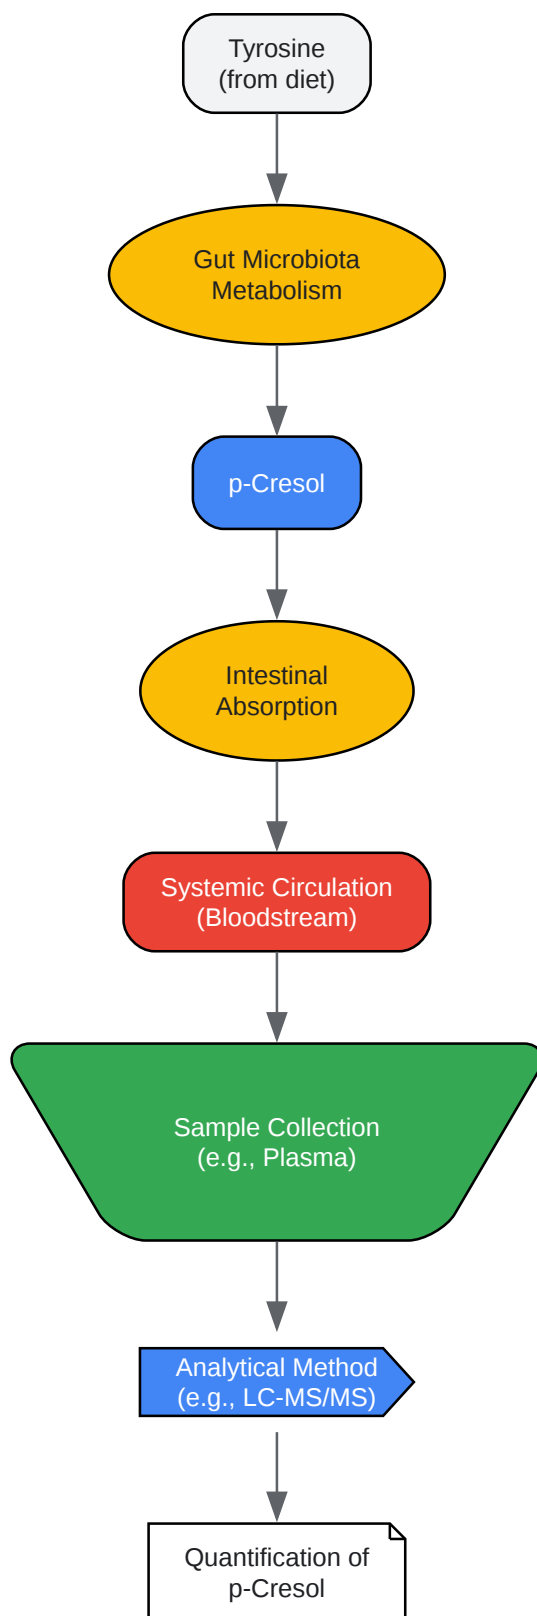 Tyrosine
(from diet)
Gut Microbiota
Metabolism
p-Cresol
Intestinal
Absorption
Systemic Circulation
(Bloodstream)
Sample Collection
(e.g., Plasma)
Analytical Method
(e.g., LC-MS/MS)
Quantification of
p-Cresol